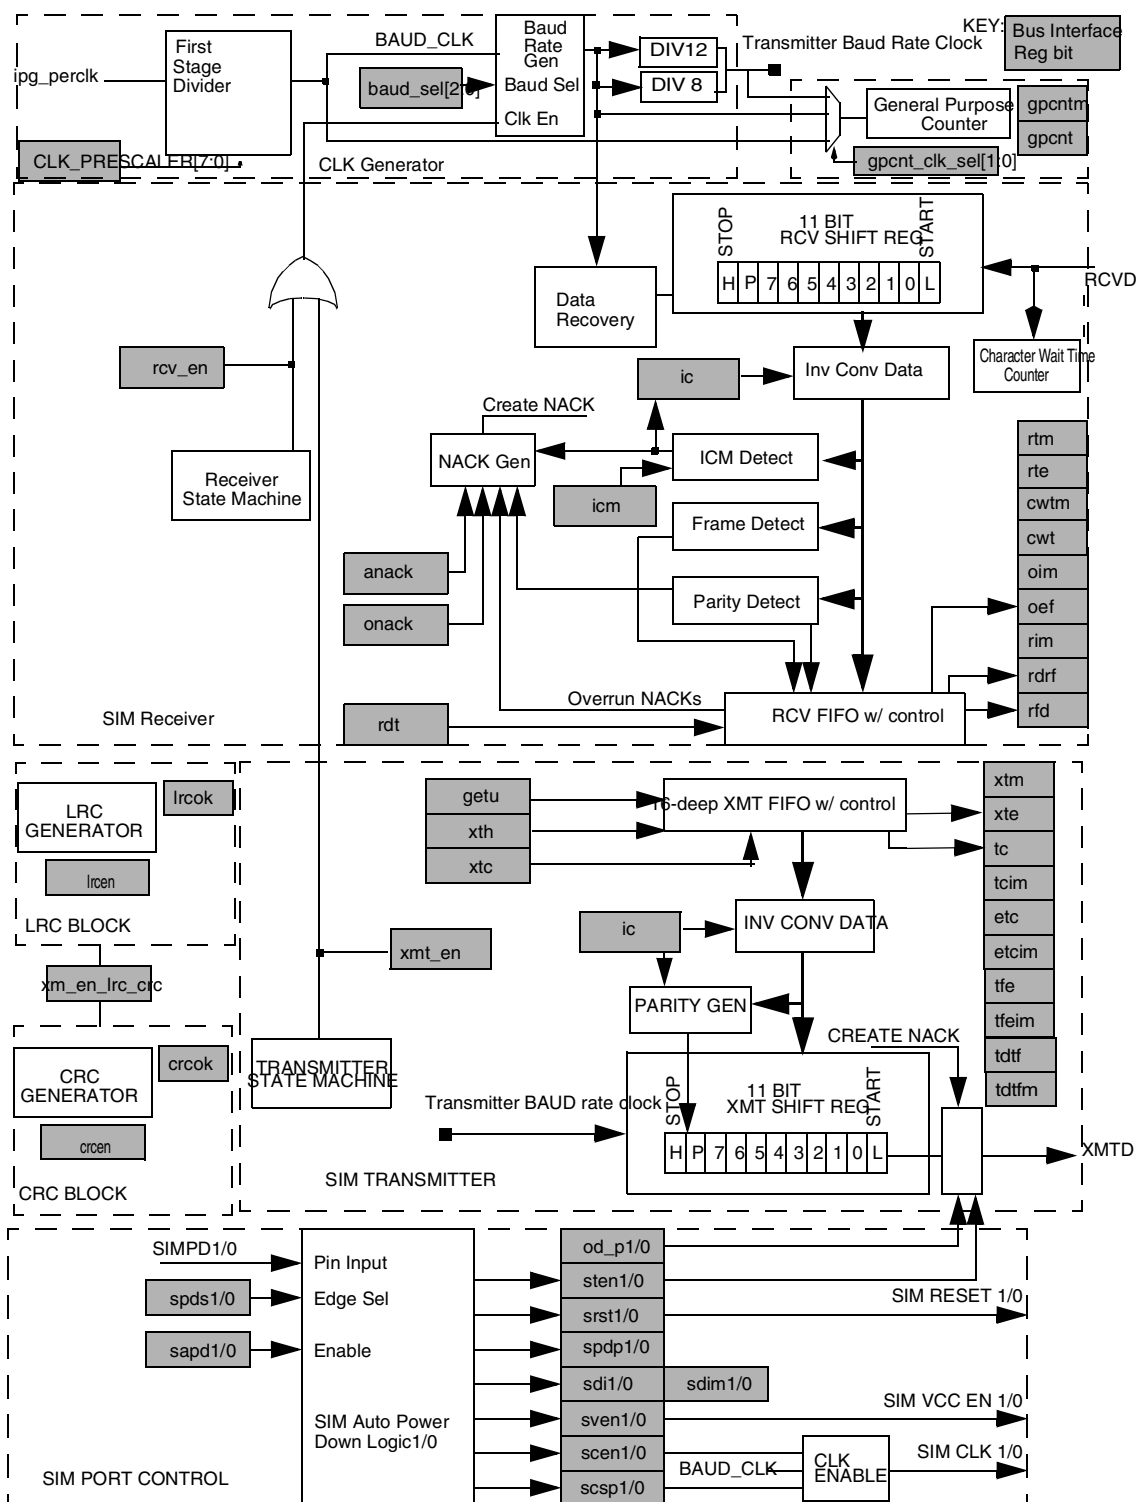 KEY:
Bus Interface
Reg bit
ipg_perclk
First
Stage
Divider
BAUD_CLK
baud_sel[2:0]
Baud
Rate
Gen
Baud Sel
Clk En
DIV12
DIV 8
Transmitter Baud Rate Clock
General Purpose
Counter
gpcntm
gpcnt
gpcnt_clk_sel[1:0]
CLK_PRESCALER[7:0]
CLK Generator
STOP
11 BIT
RCV SHIFT REG
START
H P 7 6 5 4 3 2 1 0 L
RCVD
Data
Recovery
Character Wait Time
Counter
rcv_en
ic
Inv Conv Data
Create NACK
NACK Gen
ICM Detect
icm
Receiver
State Machine
Frame Detect
anack
onack
Parity Detect
rtm
rte
cwtm
cwt
oim
oef
rim
rdrf
rfd
Overrun NACKs
rdt
RCV FIFO w/ control
SIM Receiver
LRC
GENERATOR
lrcok
lrcen
LRC BLOCK
xm_en_lrc_crc
CRC
GENERATOR
crcok
crcen
CRC BLOCK
getu
xth
xtc
16-deep XMT FIFO w/ control
xtm
xte
tc
tcim
etc
etcim
tfe
tfeim
tdtf
tdtfm
ic
INV CONV DATA
xmt_en
PARITY GEN
CREATE NACK
TRANSMITTER
STATE MACHINE
Transmitter BAUD rate clock
STOP
11 BIT
XMT SHIFT REG
START
H P 7 6 5 4 3 2 1 0 L
XMTD
SIM TRANSMITTER
SIMPD1/0
Pin Input
spds1/0
Edge Sel
sapd1/0
Enable
SIM Auto Power
Down Logic1/0
od_p1/0
sten1/0
srst1/0
spdp1/0
sdi1/0
sdim1/0
sven1/0
scen1/0
scsp1/0
SIM RESET 1/0
SIM VCC EN 1/0
BAUD_CLK
CLK
ENABLE
SIM CLK 1/0
SIM PORT CONTROL